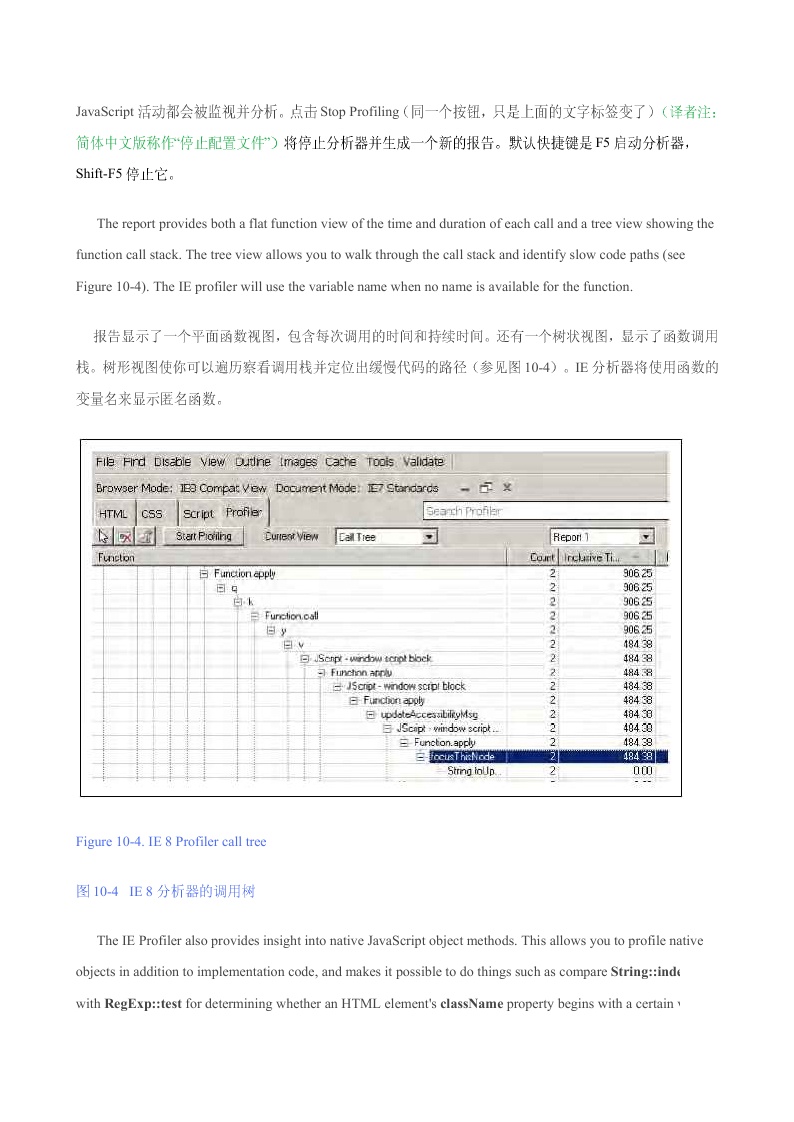 JavaScript 活动都会被监视并分析。点击 Stop Profiling（同一个按钮，只是上面的文字标签变了）（译者注：
简体中文版称作“停止配置文件”）将停止分析器并生成一个新的报告。默认快捷键是 F5 启动分析器，
Shift-F5 停止它。
The report provides both a flat function view of the time and duration of each call and a tree view showing the
function call stack. The tree view allows you to walk through the call stack and identify slow code paths (see
Figure 10-4). The IE profiler will use the variable name when no name is available for the function.
报告显示了一个平面函数视图，包含每次调用的时间和持续时间。还有一个树状视图，显示了函数调用
栈。树形视图使你可以遍历察看调用栈并定位出缓慢代码的路径（参见图 10-4）。IE 分析器将使用函数的
变量名来显示匿名函数。
File Find Disable View Outline Images Cache Tools Validate
Browser Mode: IE8 Compat View Document Mode: IE7 Standards
HTML CSS Script Profiler Search Profiler
Start Profiling Current View Call Tree Report 1
Function Count Inclusive Ti...
Function.apply 2 906.25
q 2 906.25
k 2 906.25
Function.call 2 906.25
y 2 906.25
v 2 484.38
JScript - window script block 2 484.38
Function.apply 2 484.38
JScript - window script block 2 484.38
Function.apply 2 484.38
updateAccessibilityMsg 2 484.38
JScript - window script ... 2 484.38
Function.apply 2 484.38
focusThisNode 2 484.38
String.toUp... 2 0.00
Figure 10-4. IE 8 Profiler call tree
图 10-4 IE 8 分析器的调用树
The IE Profiler also provides insight into native JavaScript object methods. This allows you to profile native
objects in addition to implementation code, and makes it possible to do things such as compare String::inde
with RegExp::test for determining whether an HTML element's className property begins with a certain